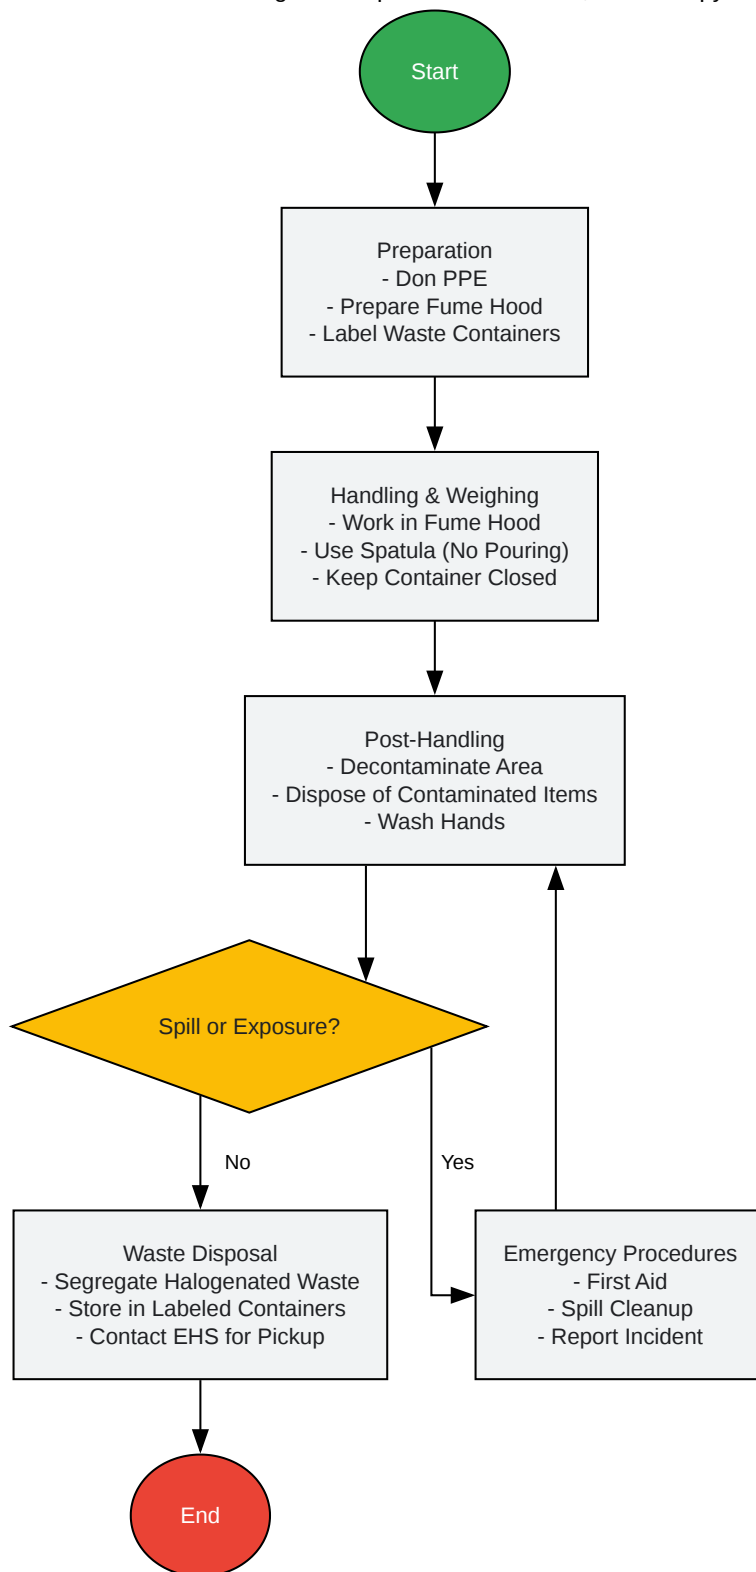 Start
Preparation
- Don PPE
- Prepare Fume Hood
- Label Waste Containers
Handling & Weighing
- Work in Fume Hood
- Use Spatula (No Pouring)
- Keep Container Closed
Post-Handling
- Decontaminate Area
- Dispose of Contaminated Items
- Wash Hands
Spill or Exposure?
No
Yes
Waste Disposal
- Segregate Halogenated Waste
- Store in Labeled Containers
- Contact EHS for Pickup
Emergency Procedures
- First Aid
- Spill Cleanup
- Report Incident
End